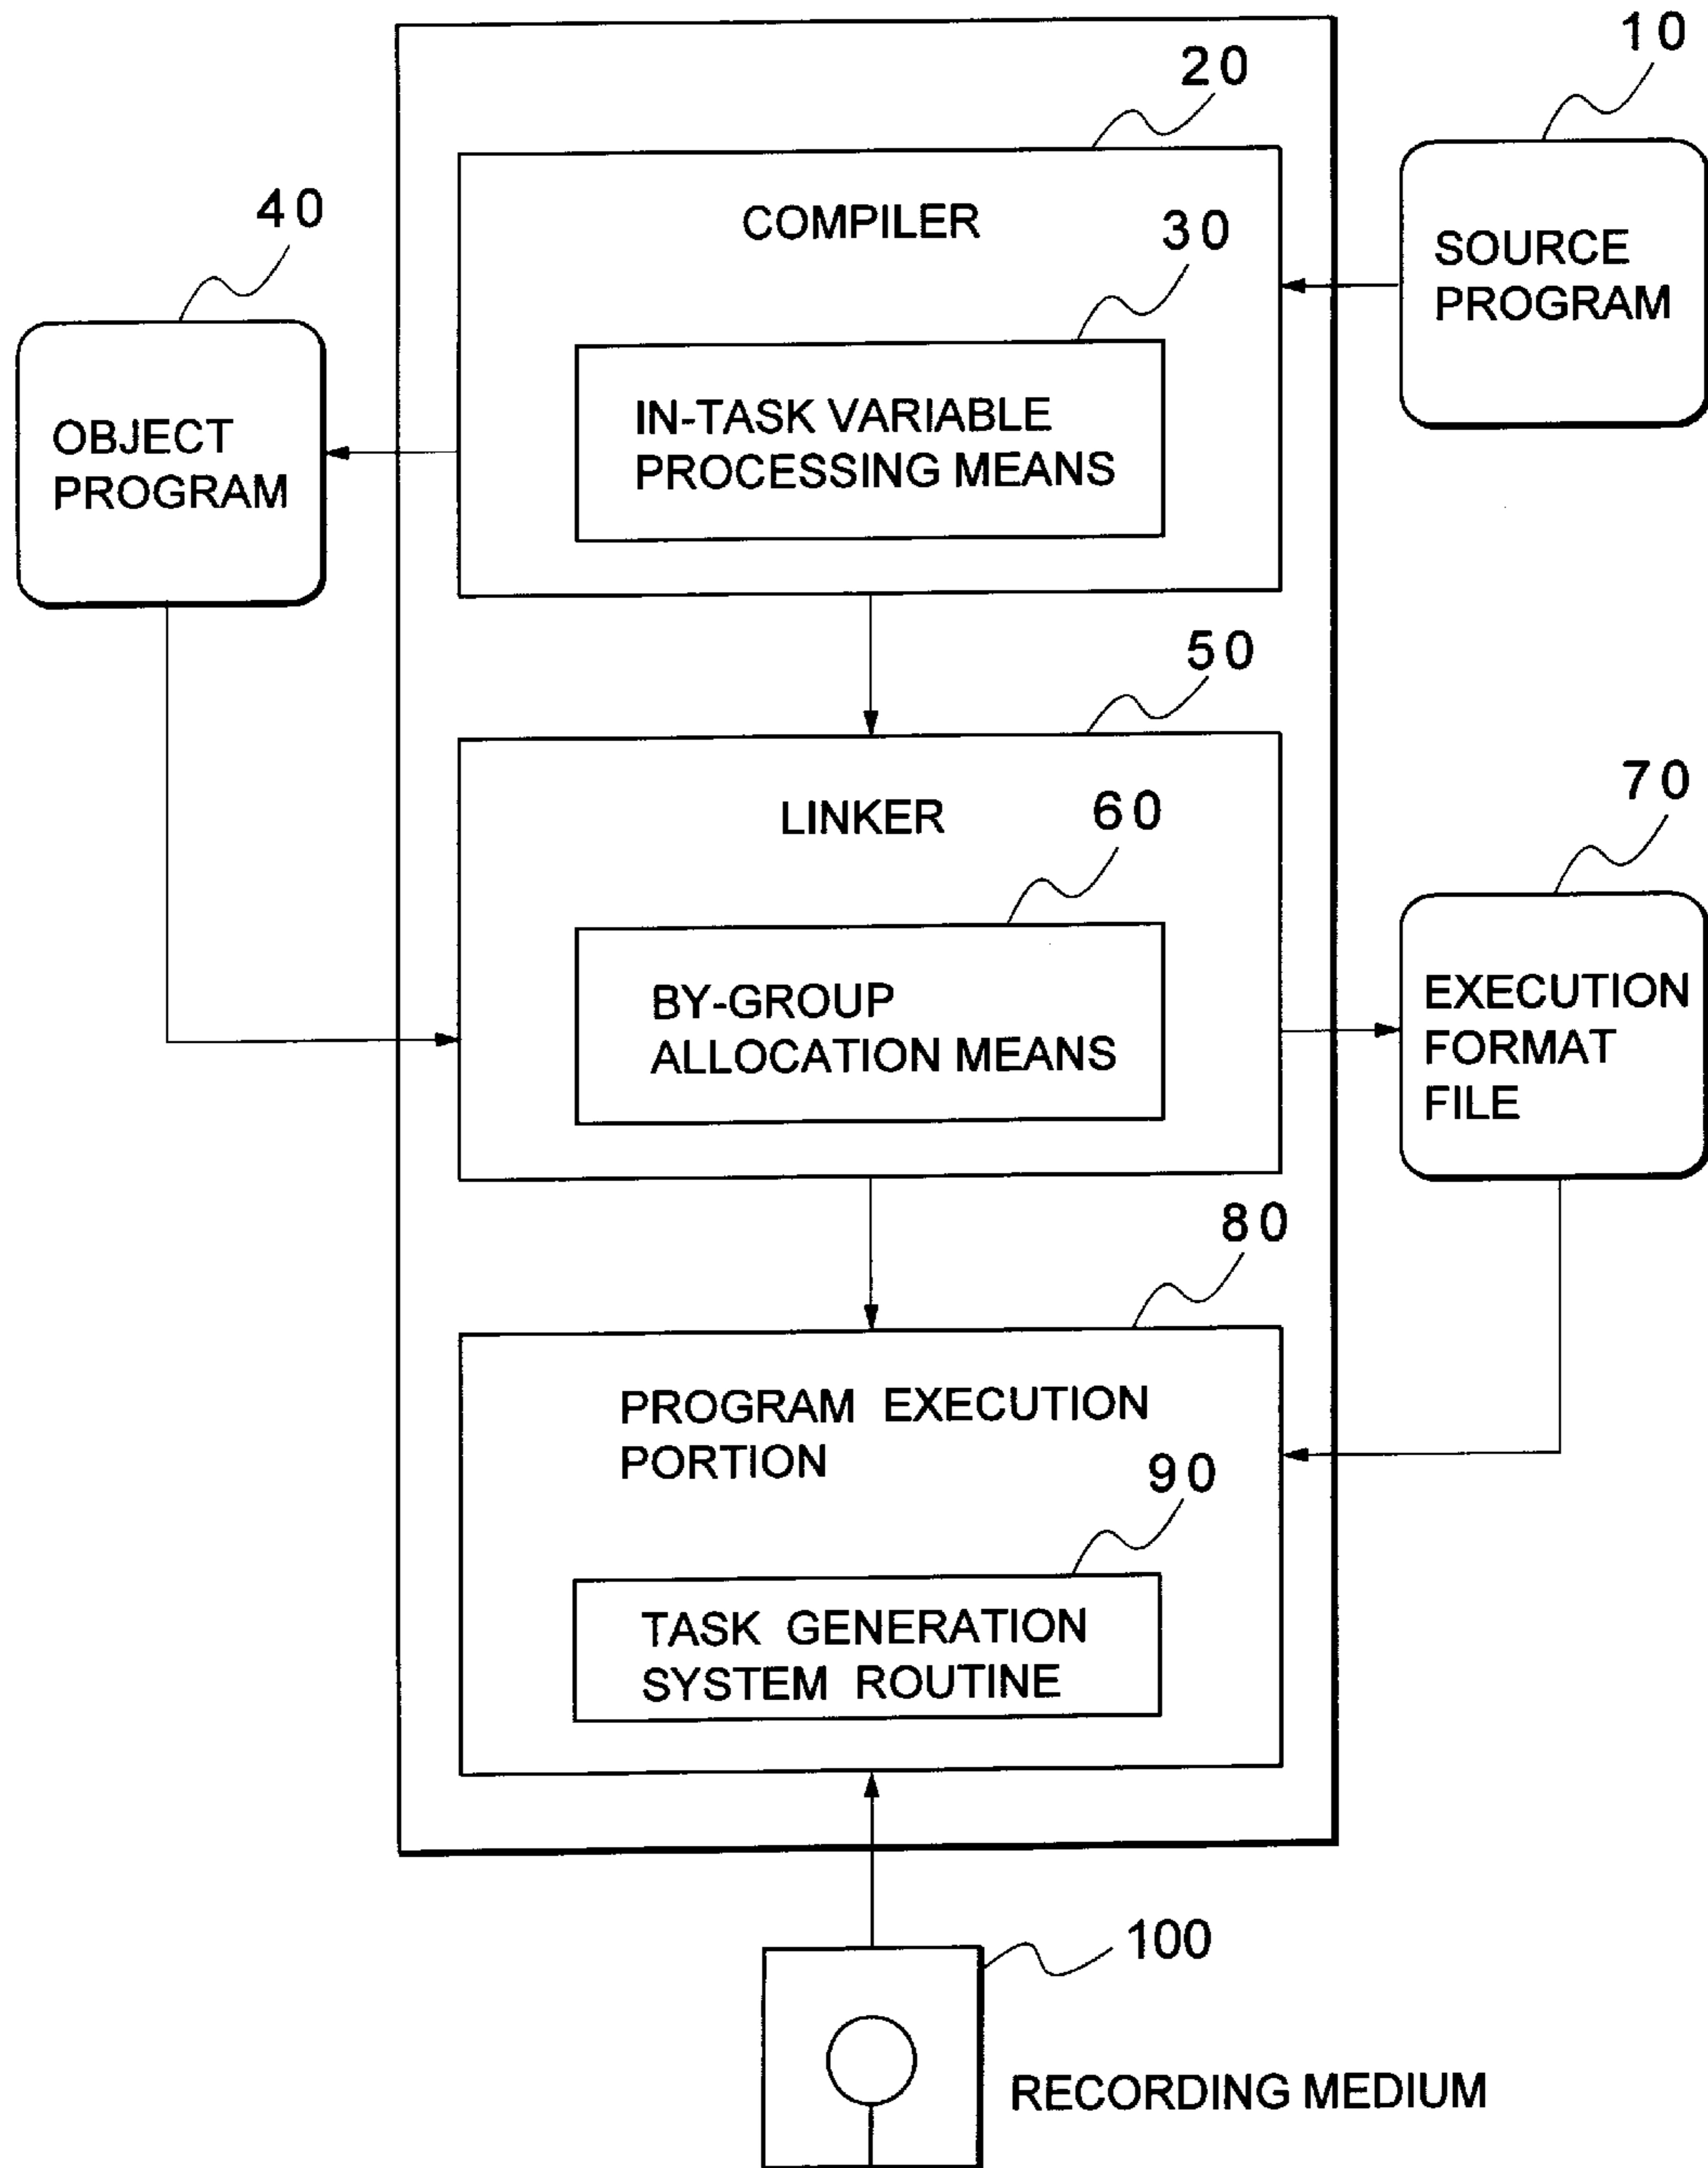 10
20
COMPILER
SOURCE
PROGRAM
40
30
IN-TASK VARIABLE
PROCESSING MEANS
OBJECT
PROGRAM
50
LINKER
60
70
BY-GROUP
ALLOCATION MEANS
EXECUTION
FORMAT
FILE
80
PROGRAM EXECUTION
PORTION
90
TASK GENERATION
SYSTEM ROUTINE
100
RECORDING MEDIUM